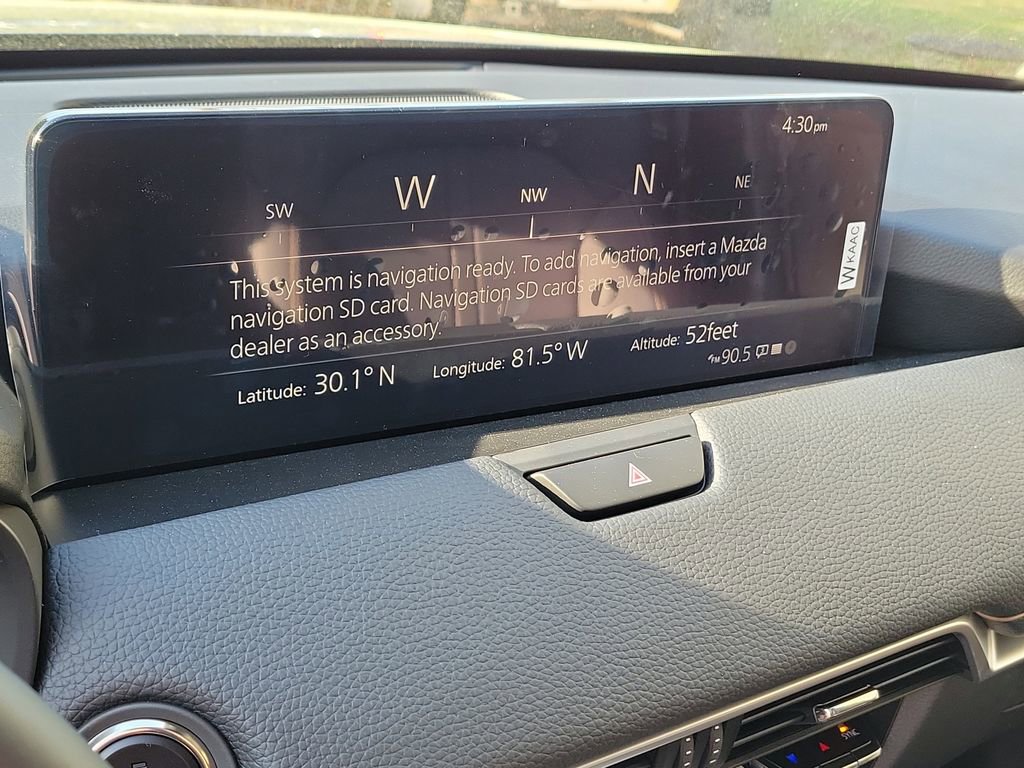 4:30pm
SW W NW N NE
This system is navigation ready. To add navigation, insert a Mazda
navigation SD card. Navigation SD cards are available from your
dealer as an accessory.
Latitude: 30.1° N Longitude: 81.5° W Altitude: 52feet
FM 90.5
W KAAC
SYNC